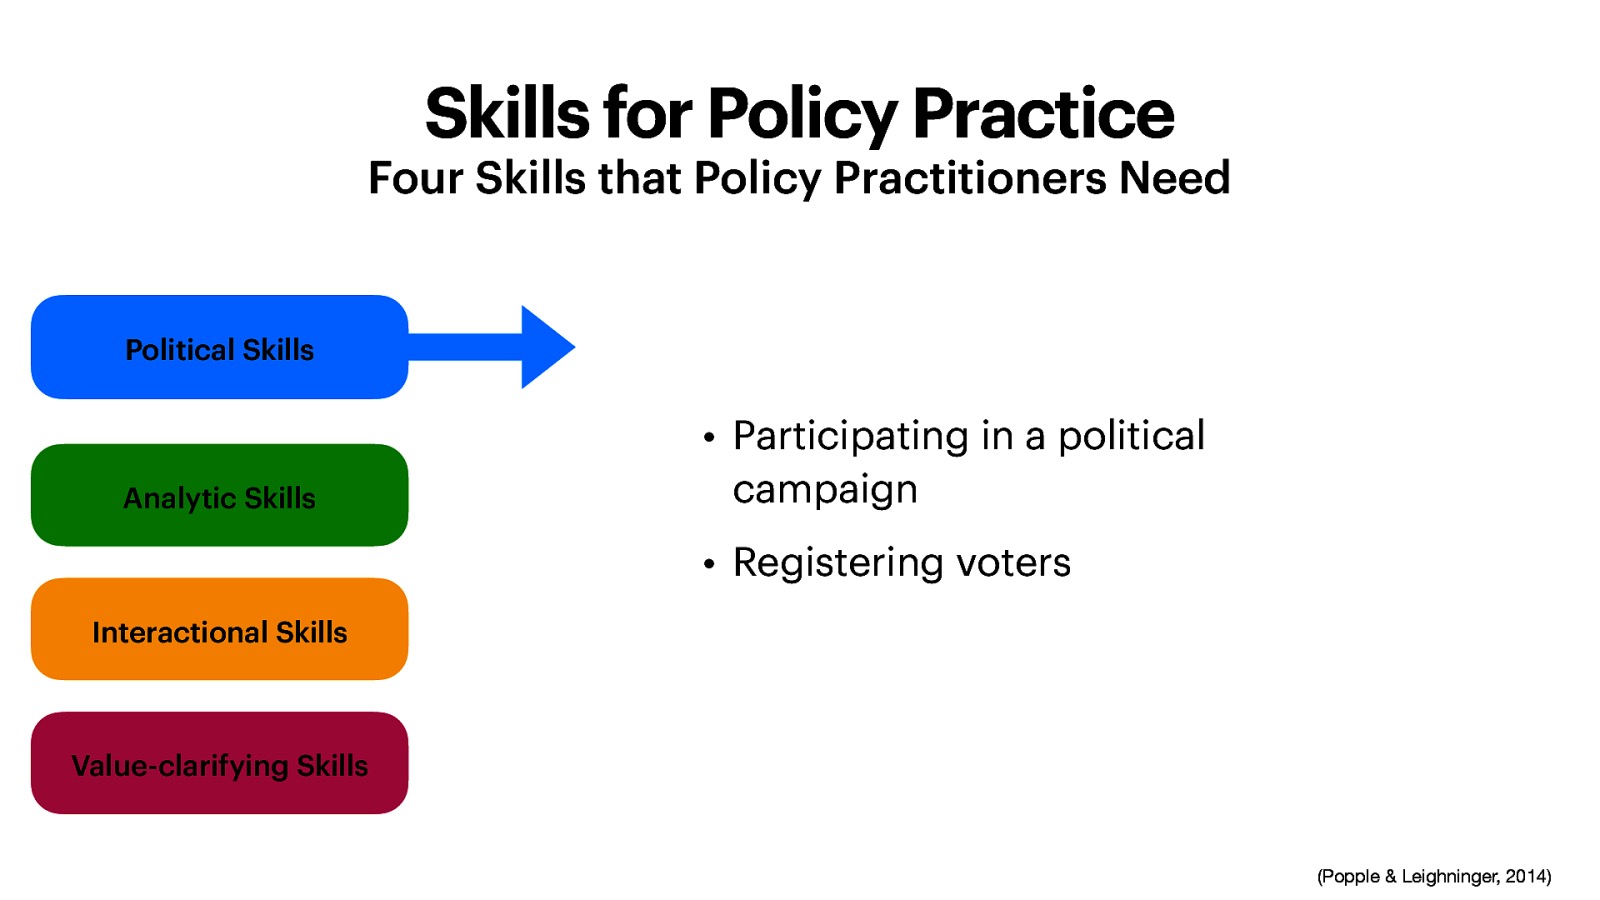 Skills for Policy Practice
Four Skills that Policy Practitioners Need
Political Skills
Analytic Skills
Interactional Skills
Value-clarifying Skills
• Participating in a political
campaign
• Registering voters
(Popple & Leighninger, 2014)